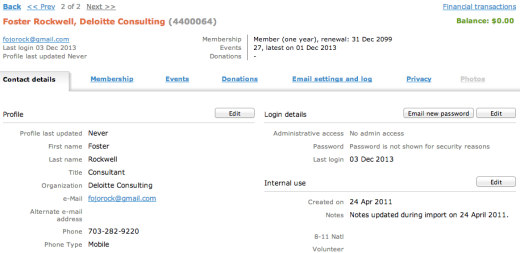 Back << Prev 2 of 2 Next >> Financial transactions
Foster Rockwell, Deloitte Consulting (4400064) Balance: $0.00
fojorock@gmail.com Membership Member (one year), renewal: 31 Dec 2099
Last login 03 Dec 2013 Events 27, latest on 01 Dec 2013
Profile last updated Never Donations -
Contact details Membership Events Donations Email settings and log Privacy Photos
Profile Edit Login details Email new password Edit
Profile last updated Never Administrative access No admin access
First name Foster Password Password is not shown for security reasons
Last name Rockwell Last login 03 Dec 2013
Title Consultant
Organization Deloitte Consulting Internal use Edit
e-Mail fojorock@gmail.com Created on 24 Apr 2011
Alternate e-mail
address Notes Notes updated during import on 24 April 2011.
Phone 703-282-9220 8-11 Natl
Phone Type Mobile Volunteer